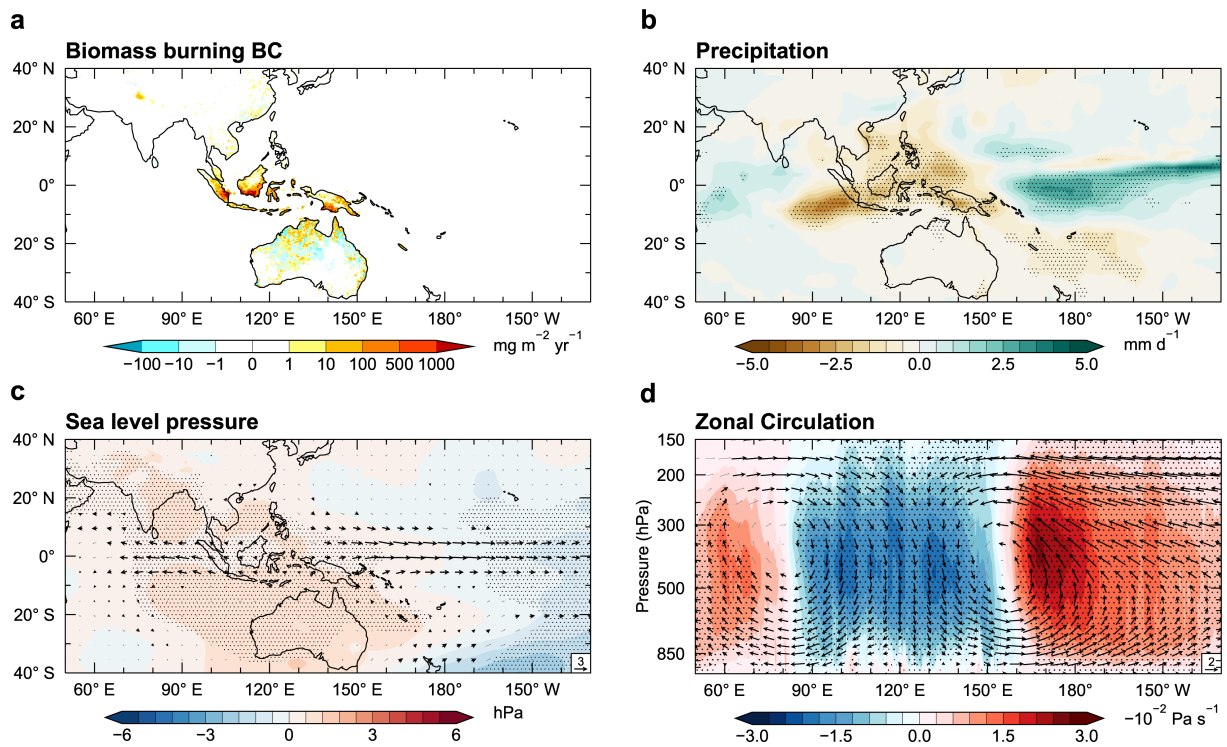 a
Biomass burning BC
40° N
20° N
0°
20° S
40° S
60° E 90° E 120° E 150° E 180° 150° W
−100 −10 −1 0 1 10 100 500 1000
mg m−2 yr−1
b
Precipitation
40° N
20° N
0°
20° S
40° S
60° E 90° E 120° E 150° E 180° 150° W
−5.0 −2.5 0.0 2.5 5.0
mm d−1
c
Sea level pressure
40° N
20° N
0°
20° S
40° S
3
60° E 90° E 120° E 150° E 180° 150° W
−6 −3 0 3 6
hPa
d
Zonal Circulation
Pressure (hPa)
150
200
300
500
850
2
60° E 90° E 120° E 150° E 180° 150° W
−3.0 −1.5 0.0 1.5 3.0
−10−2 Pa s−1